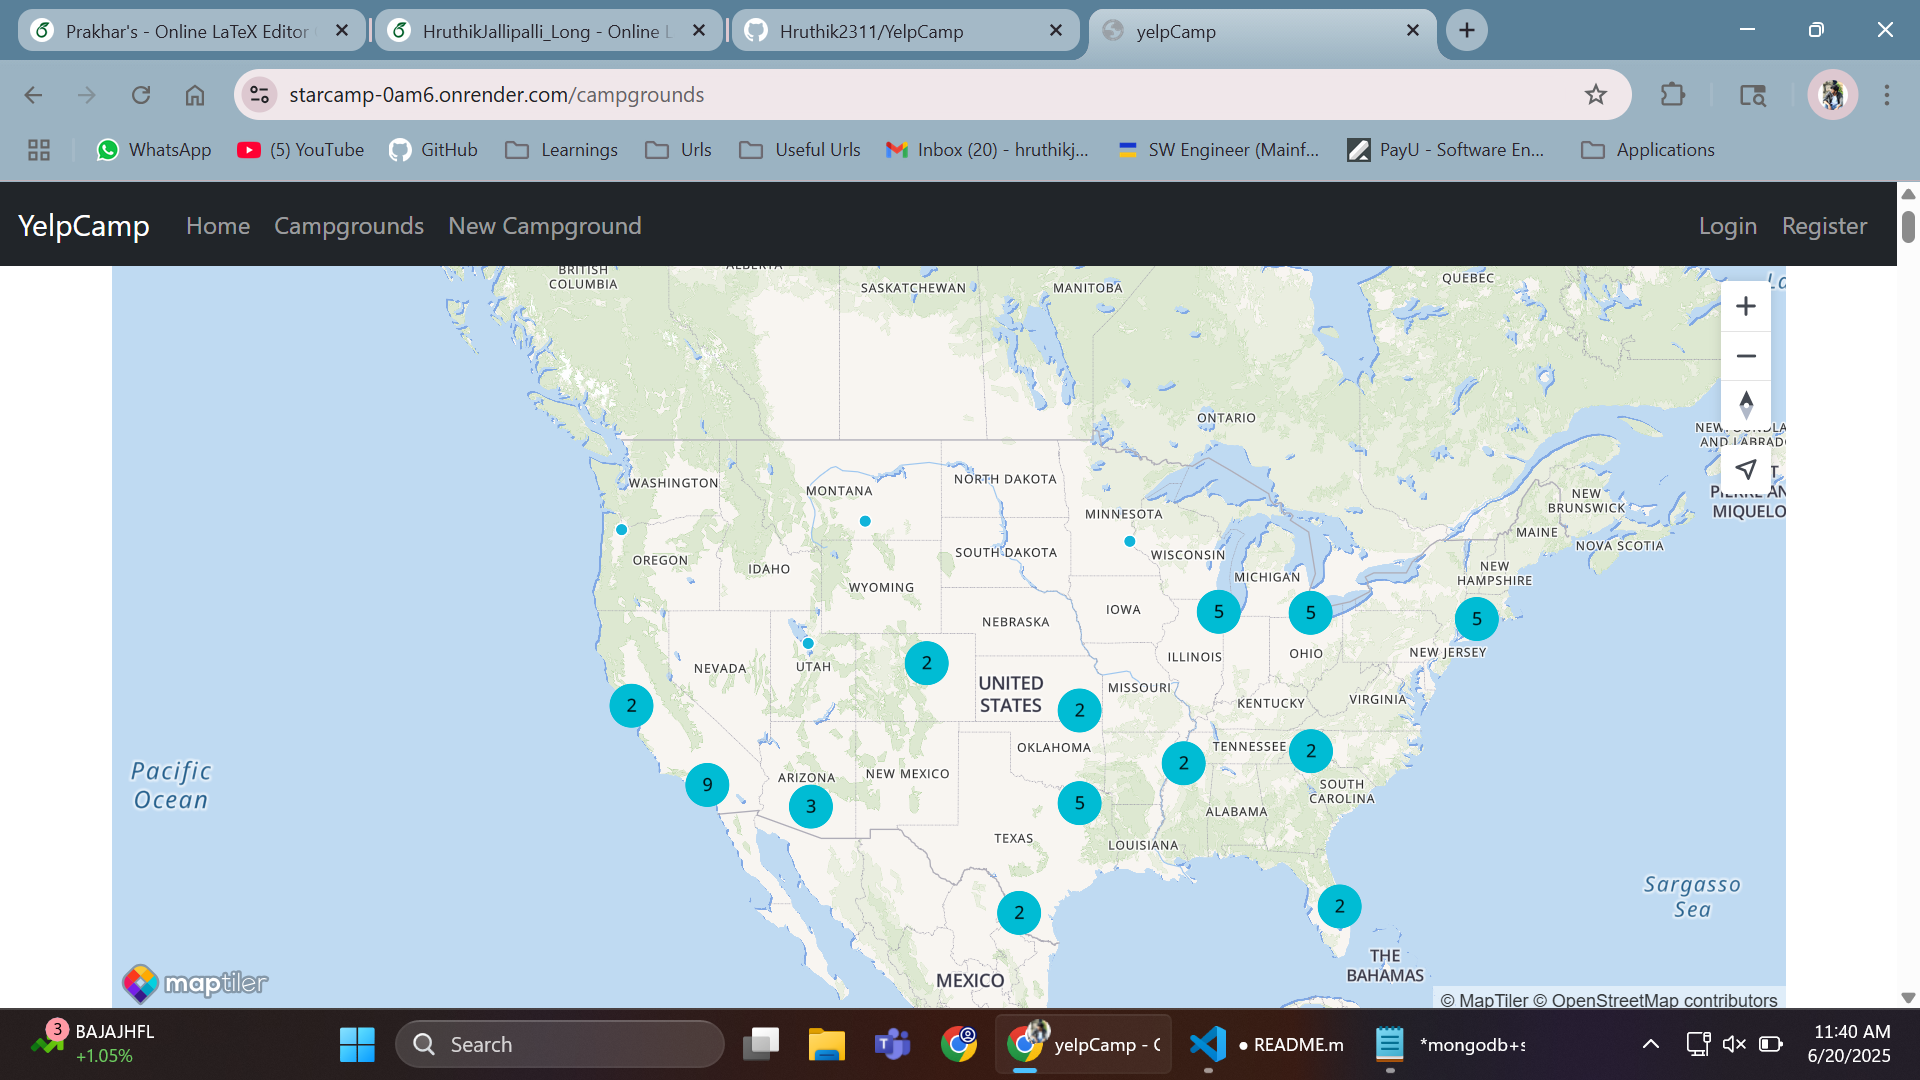 Prakhar's - Online LaTeX Editor
HruthikJallipalli_Long - Online L
Hruthik2311/YelpCamp
yelpCamp
starcamp-0am6.onrender.com/campgrounds
WhatsApp
(5) YouTube
GitHub
Learnings
Urls
Useful Urls
Inbox (20) - hruthikj...
SW Engineer (Mainf...
PayU - Software En...
Applications
YelpCamp
Home
Campgrounds
New Campground
Login
Register
BRITISH
COLUMBIA
ALBERTA
SASKATCHEWAN
MANITOBA
QUEBEC
La
ONTARIO
NEWFOUNDLA
AND LABRADO
WASHINGTON
MONTANA
NORTH DAKOTA
MINNESOTA
NEW
BRUNSWICK
PIERRE AN
MIQUELO
MAINE
NOVA SCOTIA
OREGON
IDAHO
SOUTH DAKOTA
WISCONSIN
MICHIGAN
NEW
HAMPSHIRE
WYOMING
IOWA
NEBRASKA
5
5
5
ILLINOIS
OHIO
NEW JERSEY
NEVADA
UTAH
2
UNITED
STATES
MISSOURI
KENTUCKY
VIRGINIA
2
2
OKLAHOMA
TENNESSEE
2
2
Pacific
Ocean
9
ARIZONA
NEW MEXICO
3
5
SOUTH
CAROLINA
ALABAMA
TEXAS
LOUISIANA
Sargasso
Sea
2
2
THE
BAHAMAS
MEXICO
maptiler
© MapTiler © OpenStreetMap contributors
3
BAJAJHFL
+1.05%
Search
yelpCamp - C
● README.m
*mongodb+s
11:40 AM
6/20/2025